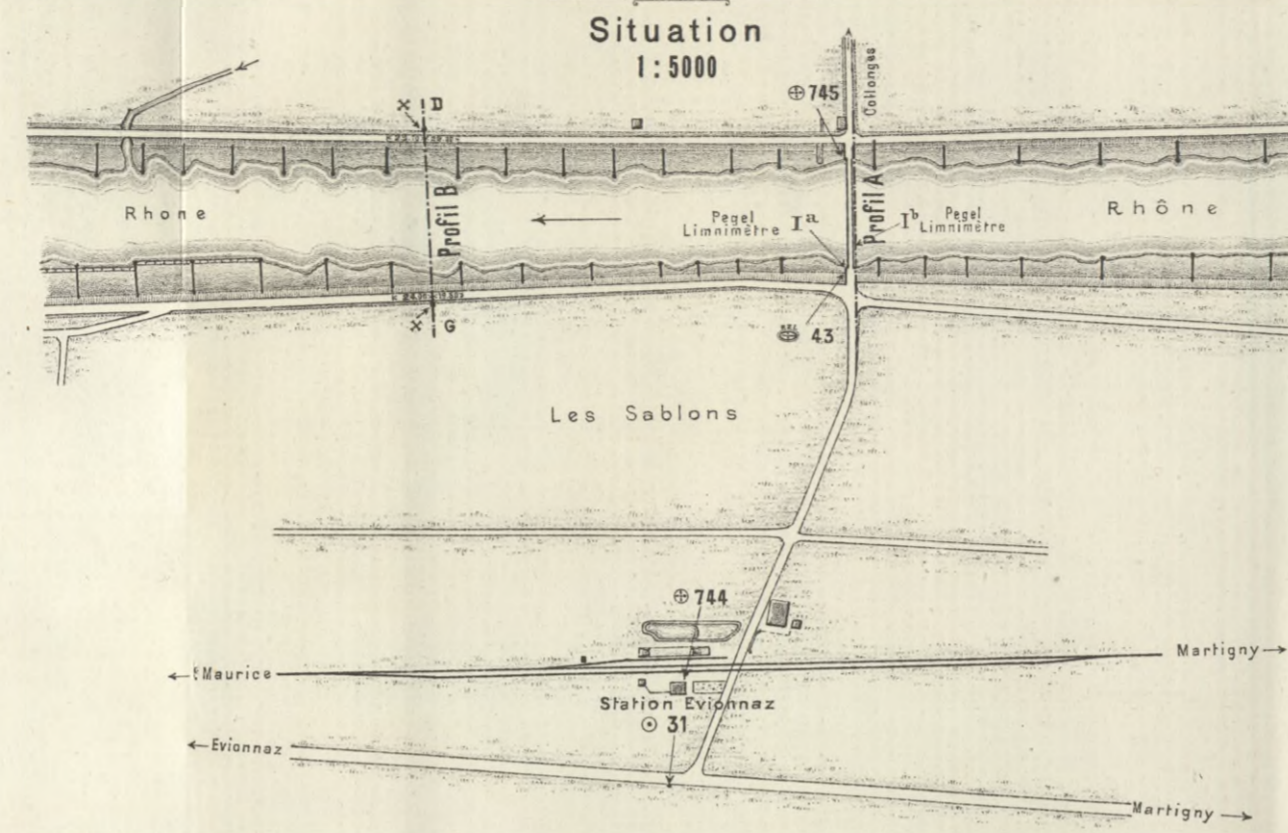 Situation
1:5000
Collonges
⊕ 745
X D
Profil B
Profil A
Rhone
Pegel
Limnimètre
Iª
Iᵇ
Pegel
Limnimètre
Rhône
X G
43
Les Sablons
⊕ 744
← t Maurice
Martigny →
Station Evionnaz
⊙ 31
← Evionnaz
Martigny →